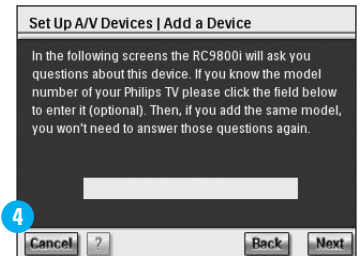 Set Up A/V Devices | Add a Device
In the following screens the RC9800i will ask you
questions about this device. If you know the model
number of your Philips TV please click the field below
to enter it (optional). Then, if you add the same model,
you won't need to answer those questions again.
4
Cancel ? Back Next